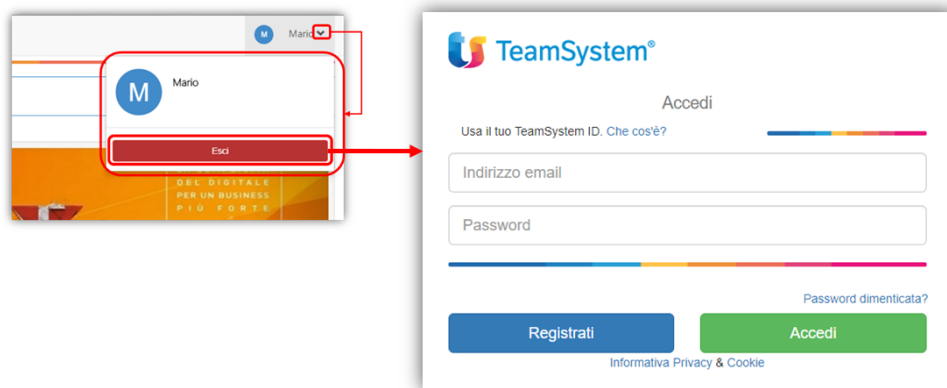 M Mario
M Mario
Esci
DEL DIGITALE
PER UN BUSINESS
PIÙ FORTE
TeamSystem®
Accedi
Usa il tuo TeamSystem ID. Che cos'è?
Indirizzo email
Password
Password dimenticata?
Registrati Accedi
Informativa Privacy & Cookie